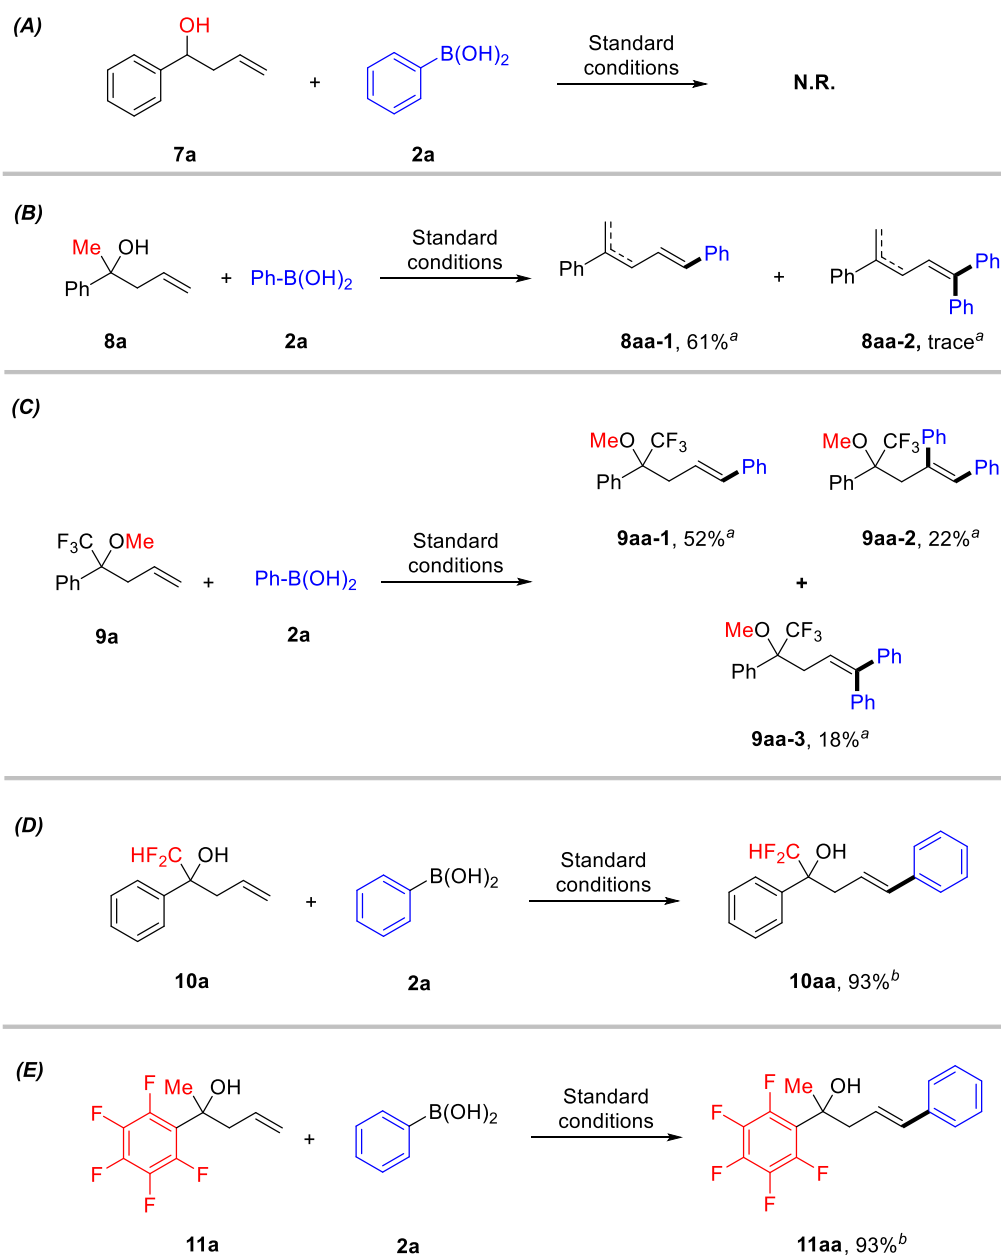 (A)
OH
B(OH)2
+
Standard
conditions
N.R.
7a
2a
(B)
Me OH
Ph
+
Ph-B(OH)2
Standard
conditions
Ph
Ph
+
Ph
Ph
Ph
8a
2a
8aa-1, 61%a
8aa-2, tracea
(C)
MeO CF3
Ph
Ph
MeO CF3 Ph
Ph
Ph
9aa-1, 52%a
9aa-2, 22%a
F3C OMe
Ph
+
Ph-B(OH)2
Standard
conditions
+
9a
2a
MeO CF3
Ph
Ph
Ph
9aa-3, 18%a
(D)
HF2C OH
+
B(OH)2
Standard
conditions
HF2C OH
10a
2a
10aa, 93%b
(E)
F Me OH
F
F F
F
+
B(OH)2
Standard
conditions
F Me OH
F
F F
F
11a
2a
11aa, 93%b